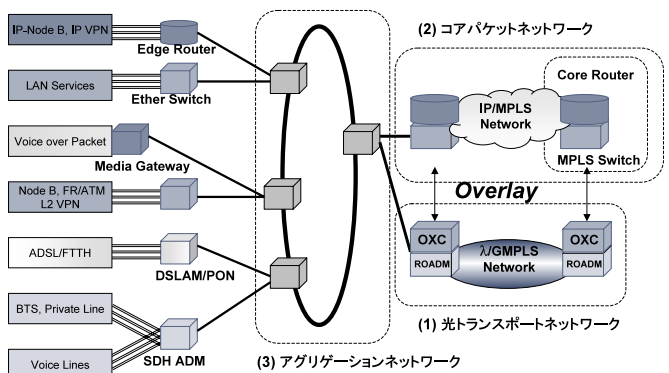 IP-Node B, IP VPN
Edge Router
LAN Services
Ether Switch
Voice over Packet
Media Gateway
Node B, FR/ATM
L2 VPN
ADSL/FTTH
DSLAM/PON
BTS, Private Line
SDH ADM
Voice Lines
(3) アグリゲーションネットワーク
(2) コアパケットネットワーク
Core Router
IP/MPLS
Network
MPLS Switch
Overlay
OXC
ROADM
λ/GMPLS
Network
OXC
ROADM
(1) 光トランスポートネットワーク